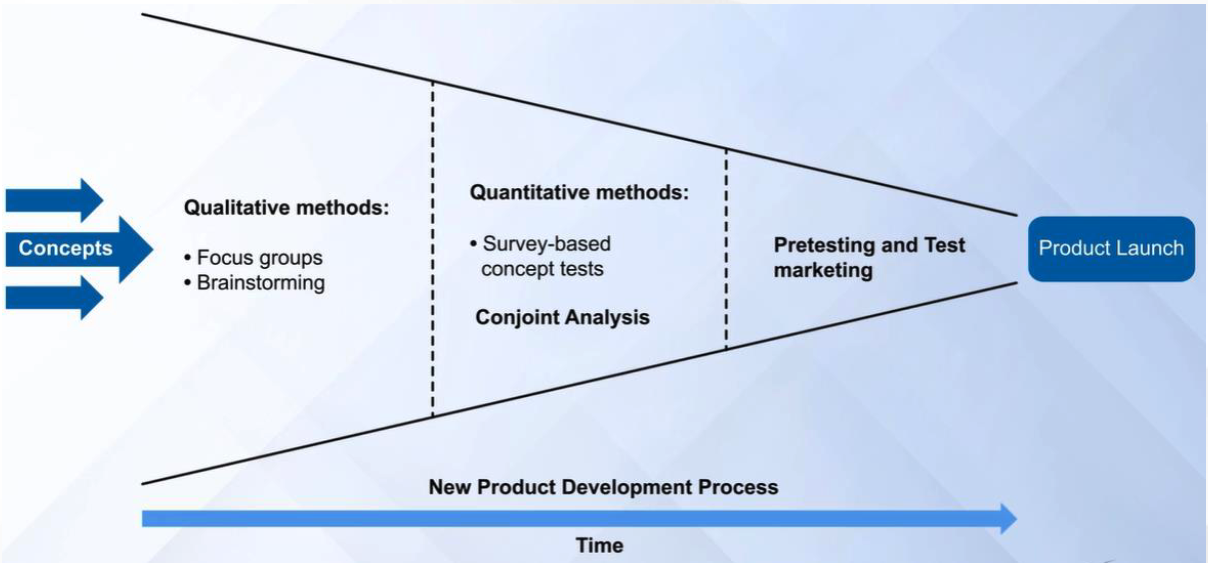 Concepts
Qualitative methods:
• Focus groups
• Brainstorming
Quantitative methods:
• Survey-based
concept tests
Conjoint Analysis
Pretesting and Test
marketing
Product Launch
New Product Development Process
Time